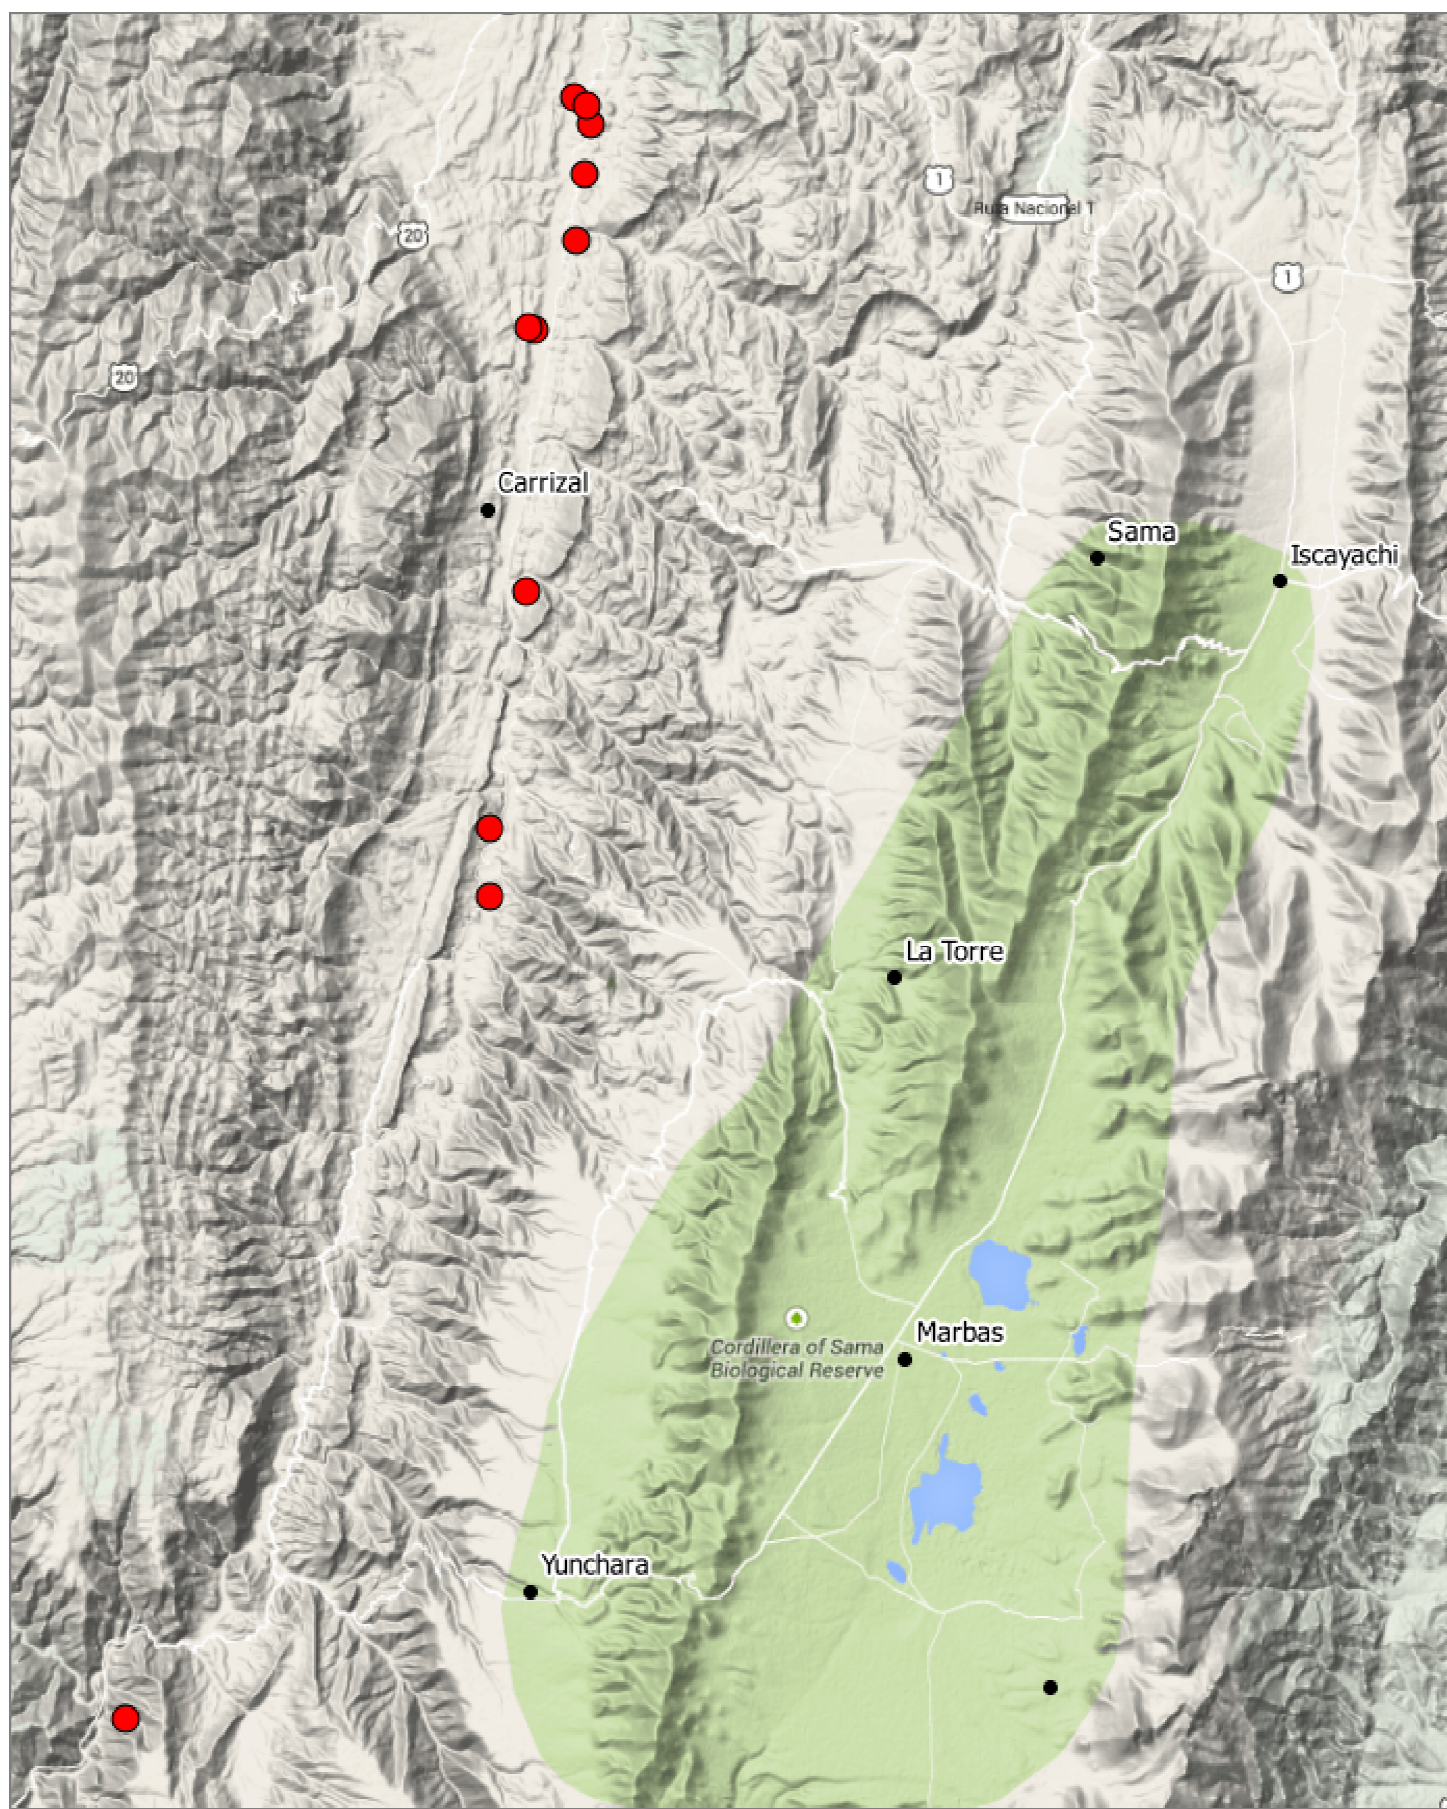 1
Ruta Nacional 1
20
1
20
Carrizal
Sama
Iscayachi
La Torre
Marbas
Cordillera of Sama
Biological Reserve
Yunchara